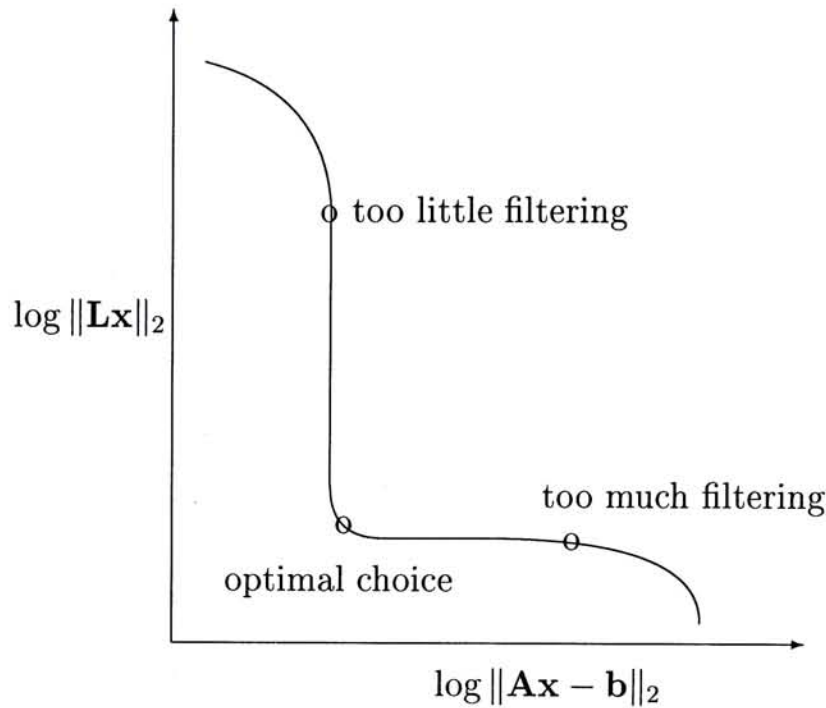 too little filtering
log ‖Lx‖₂
too much filtering
optimal choice
log ‖Ax − b‖₂